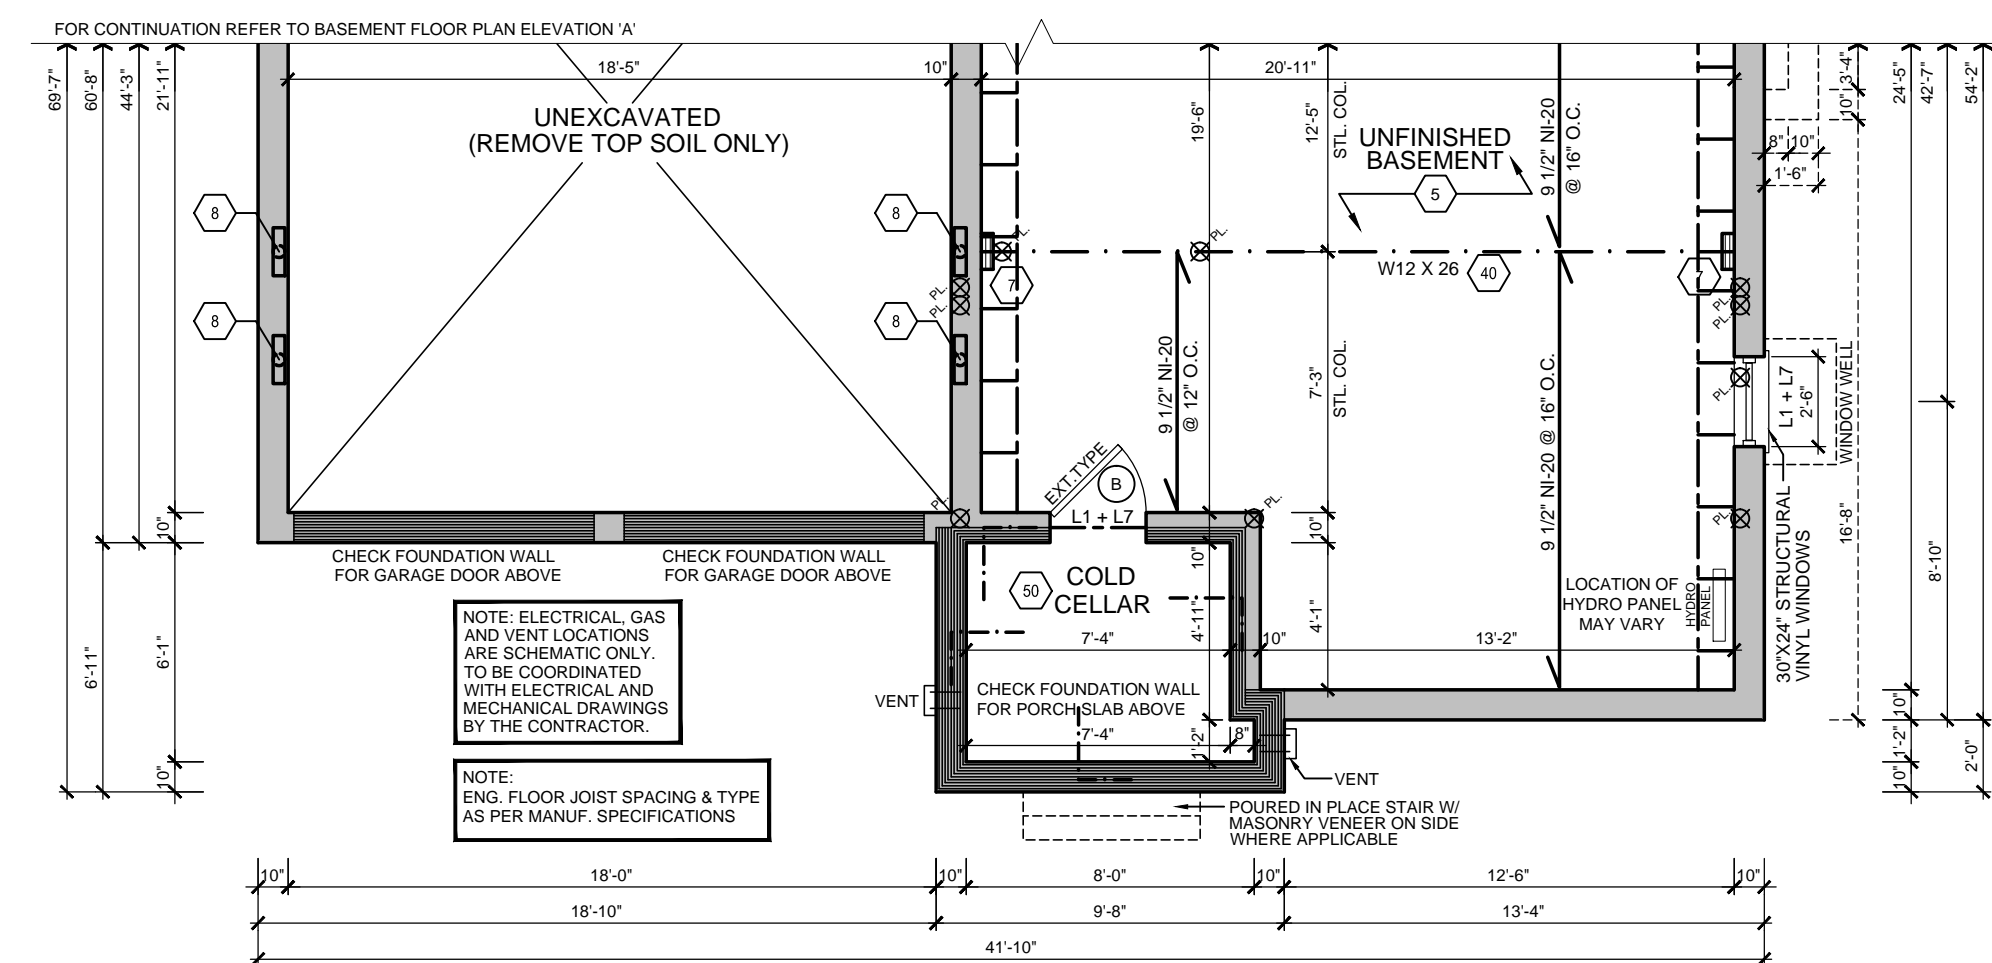 FOR CONTINUATION REFER TO BASEMENT FLOOR PLAN ELEVATION 'A'
69'-7"
60'-8"
44'-3"
21'-11"
18'-5"
10"
20'-11"
3'-4"
10"
24'-5"
42'-7"
54'-2"
UNEXCAVATED
(REMOVE TOP SOIL ONLY)
19'-6"
12'-5"
STL. COL.
UNFINISHED
BASEMENT
9 1/2" NI-20
@ 16" O.C.
8"
10"
1'-6"
5
8
8
PL.
PL.
W12 X 26
40
7
7
PL.
PL.
PL.
PL.
8
8
9 1/2" NI-20
@ 12" O.C.
7'-3"
STL. COL.
9 1/2" NI-20 @ 16" O.C.
PL.
L1 + L7
2'-6"
WINDOW WELL
EXT.TYPE
B
L1 + L7
PL.
PL.
PL.
30"X24" STRUCTURAL
VINYL WINDOWS
16'-8"
8'-10"
10"
10"
10"
CHECK FOUNDATION WALL
FOR GARAGE DOOR ABOVE
CHECK FOUNDATION WALL
FOR GARAGE DOOR ABOVE
50
COLD
CELLAR
LOCATION OF
HYDRO PANEL
MAY VARY
HYDRO
PANEL
NOTE: ELECTRICAL, GAS
AND VENT LOCATIONS
ARE SCHEMATIC ONLY.
TO BE COORDINATED
WITH ELECTRICAL AND
MECHANICAL DRAWINGS
BY THE CONTRACTOR.
6'-11"
6'-1"
10"
7'-4"
4'-11"
10"
4'-1"
13'-2"
VENT
CHECK FOUNDATION WALL
FOR PORCH SLAB ABOVE
7'-4"
1'-2"
8"
VENT
10"
1'-2"
10"
2'-0"
NOTE:
ENG. FLOOR JOIST SPACING & TYPE
AS PER MANUF. SPECIFICATIONS
POURED IN PLACE STAIR W/
MASONRY VENEER ON SIDE
WHERE APPLICABLE
10"
18'-0"
10"
8'-0"
10"
12'-6"
10"
18'-10"
9'-8"
13'-4"
41'-10"